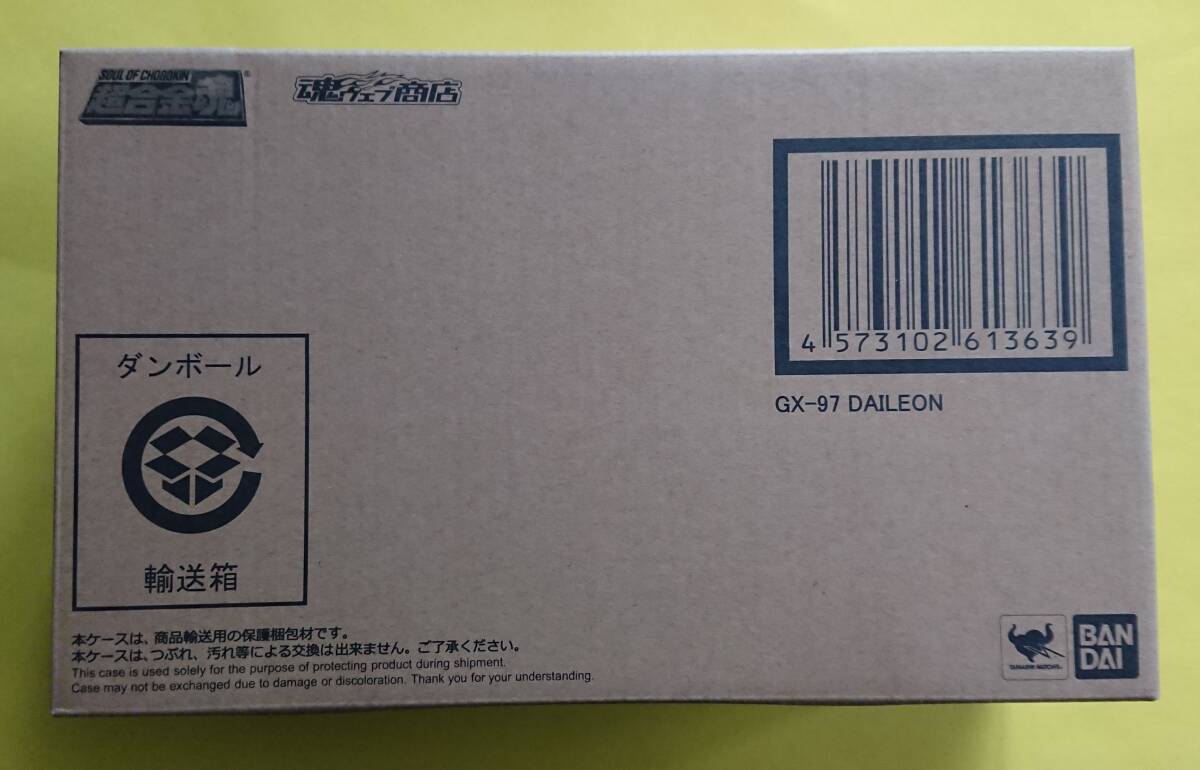 SOUL OF CHOGOKIN
超合金魂®
魂ウェブ商店
4 573102 613639
GX-97 DAILEON
ダンボール
輸送箱
本ケースは、商品輸送用の保護梱包材です。
本ケースは、つぶれ、汚れ等による交換は出来ません。ご了承ください。
This case is used solely for the purpose of protecting product during shipment.
Case may not be exchanged due to damage or discoloration. Thank you for your understanding.
TAMASHII NATIONS
BAN
DAI